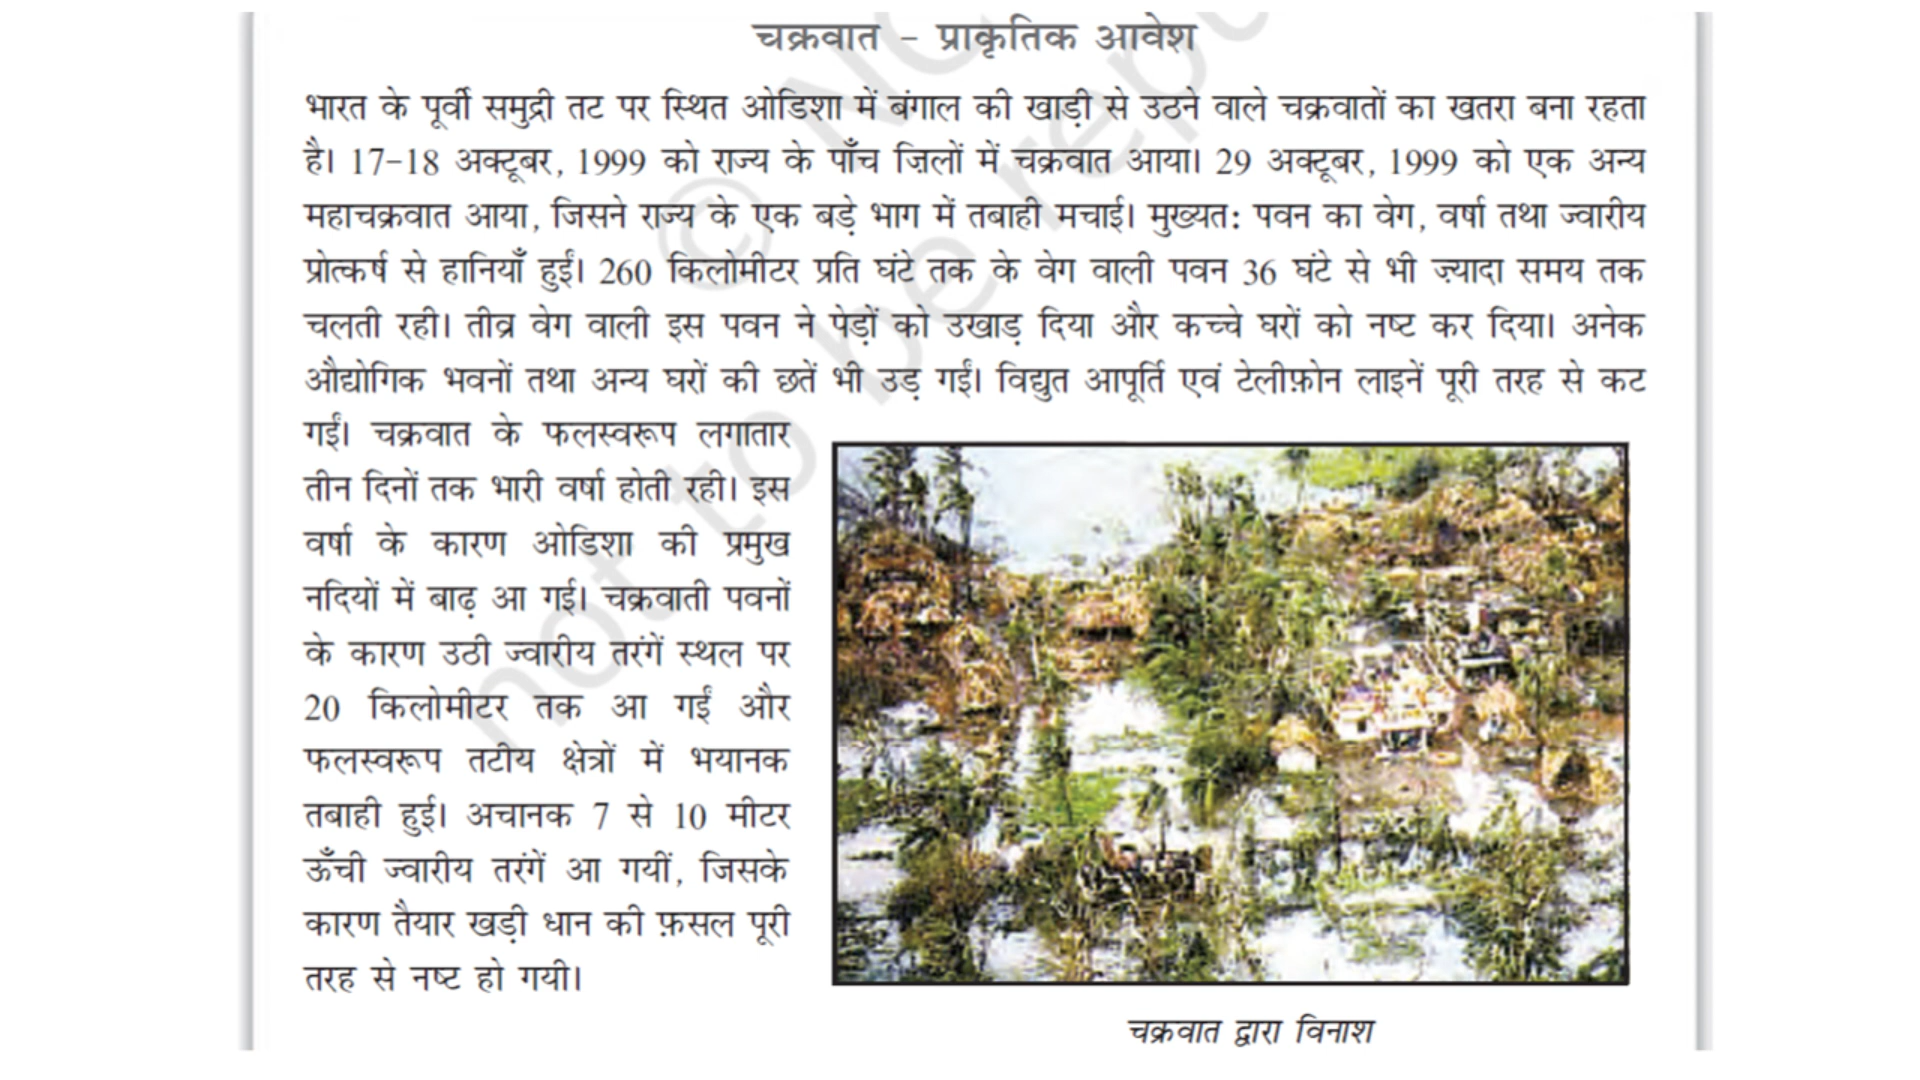 चक्रवात – प्राकृतिक आवेश
भारत के पूर्वी समुद्री तट पर स्थित ओडिशा में बंगाल की खाड़ी से उठने वाले चक्रवातों का खतरा बना रहता
है। 17–18 अक्टूबर, 1999 को राज्य के पाँच ज़िलों में चक्रवात आया। 29 अक्टूबर, 1999 को एक अन्य
महाचक्रवात आया, जिसने राज्य के एक बड़े भाग में तबाही मचाई। मुख्यत: पवन का वेग, वर्षा तथा ज्वारीय
प्रोत्कर्ष से हानियाँ हुईं। 260 किलोमीटर प्रति घंटे तक के वेग वाली पवन 36 घंटे से भी ज़्यादा समय तक
चलती रही। तीव्र वेग वाली इस पवन ने पेड़ों को उखाड़ दिया और कच्चे घरों को नष्ट कर दिया। अनेक
औद्योगिक भवनों तथा अन्य घरों की छतें भी उड़ गईं। विद्युत आपूर्ति एवं टेलीफ़ोन लाइनें पूरी तरह से कट
गईं। चक्रवात के फलस्वरूप लगातार
तीन दिनों तक भारी वर्षा होती रही। इस
वर्षा के कारण ओडिशा की प्रमुख
नदियों में बाढ़ आ गई। चक्रवाती पवनों
के कारण उठी ज्वारीय तरंगें स्थल पर
20 किलोमीटर तक आ गईं और
फलस्वरूप तटीय क्षेत्रों में भयानक
तबाही हुई। अचानक 7 से 10 मीटर
ऊँची ज्वारीय तरंगें आ गयीं, जिसके
कारण तैयार खड़ी धान की फ़सल पूरी
तरह से नष्ट हो गयी।
चक्रवात द्वारा विनाश
© NC
not to be rep